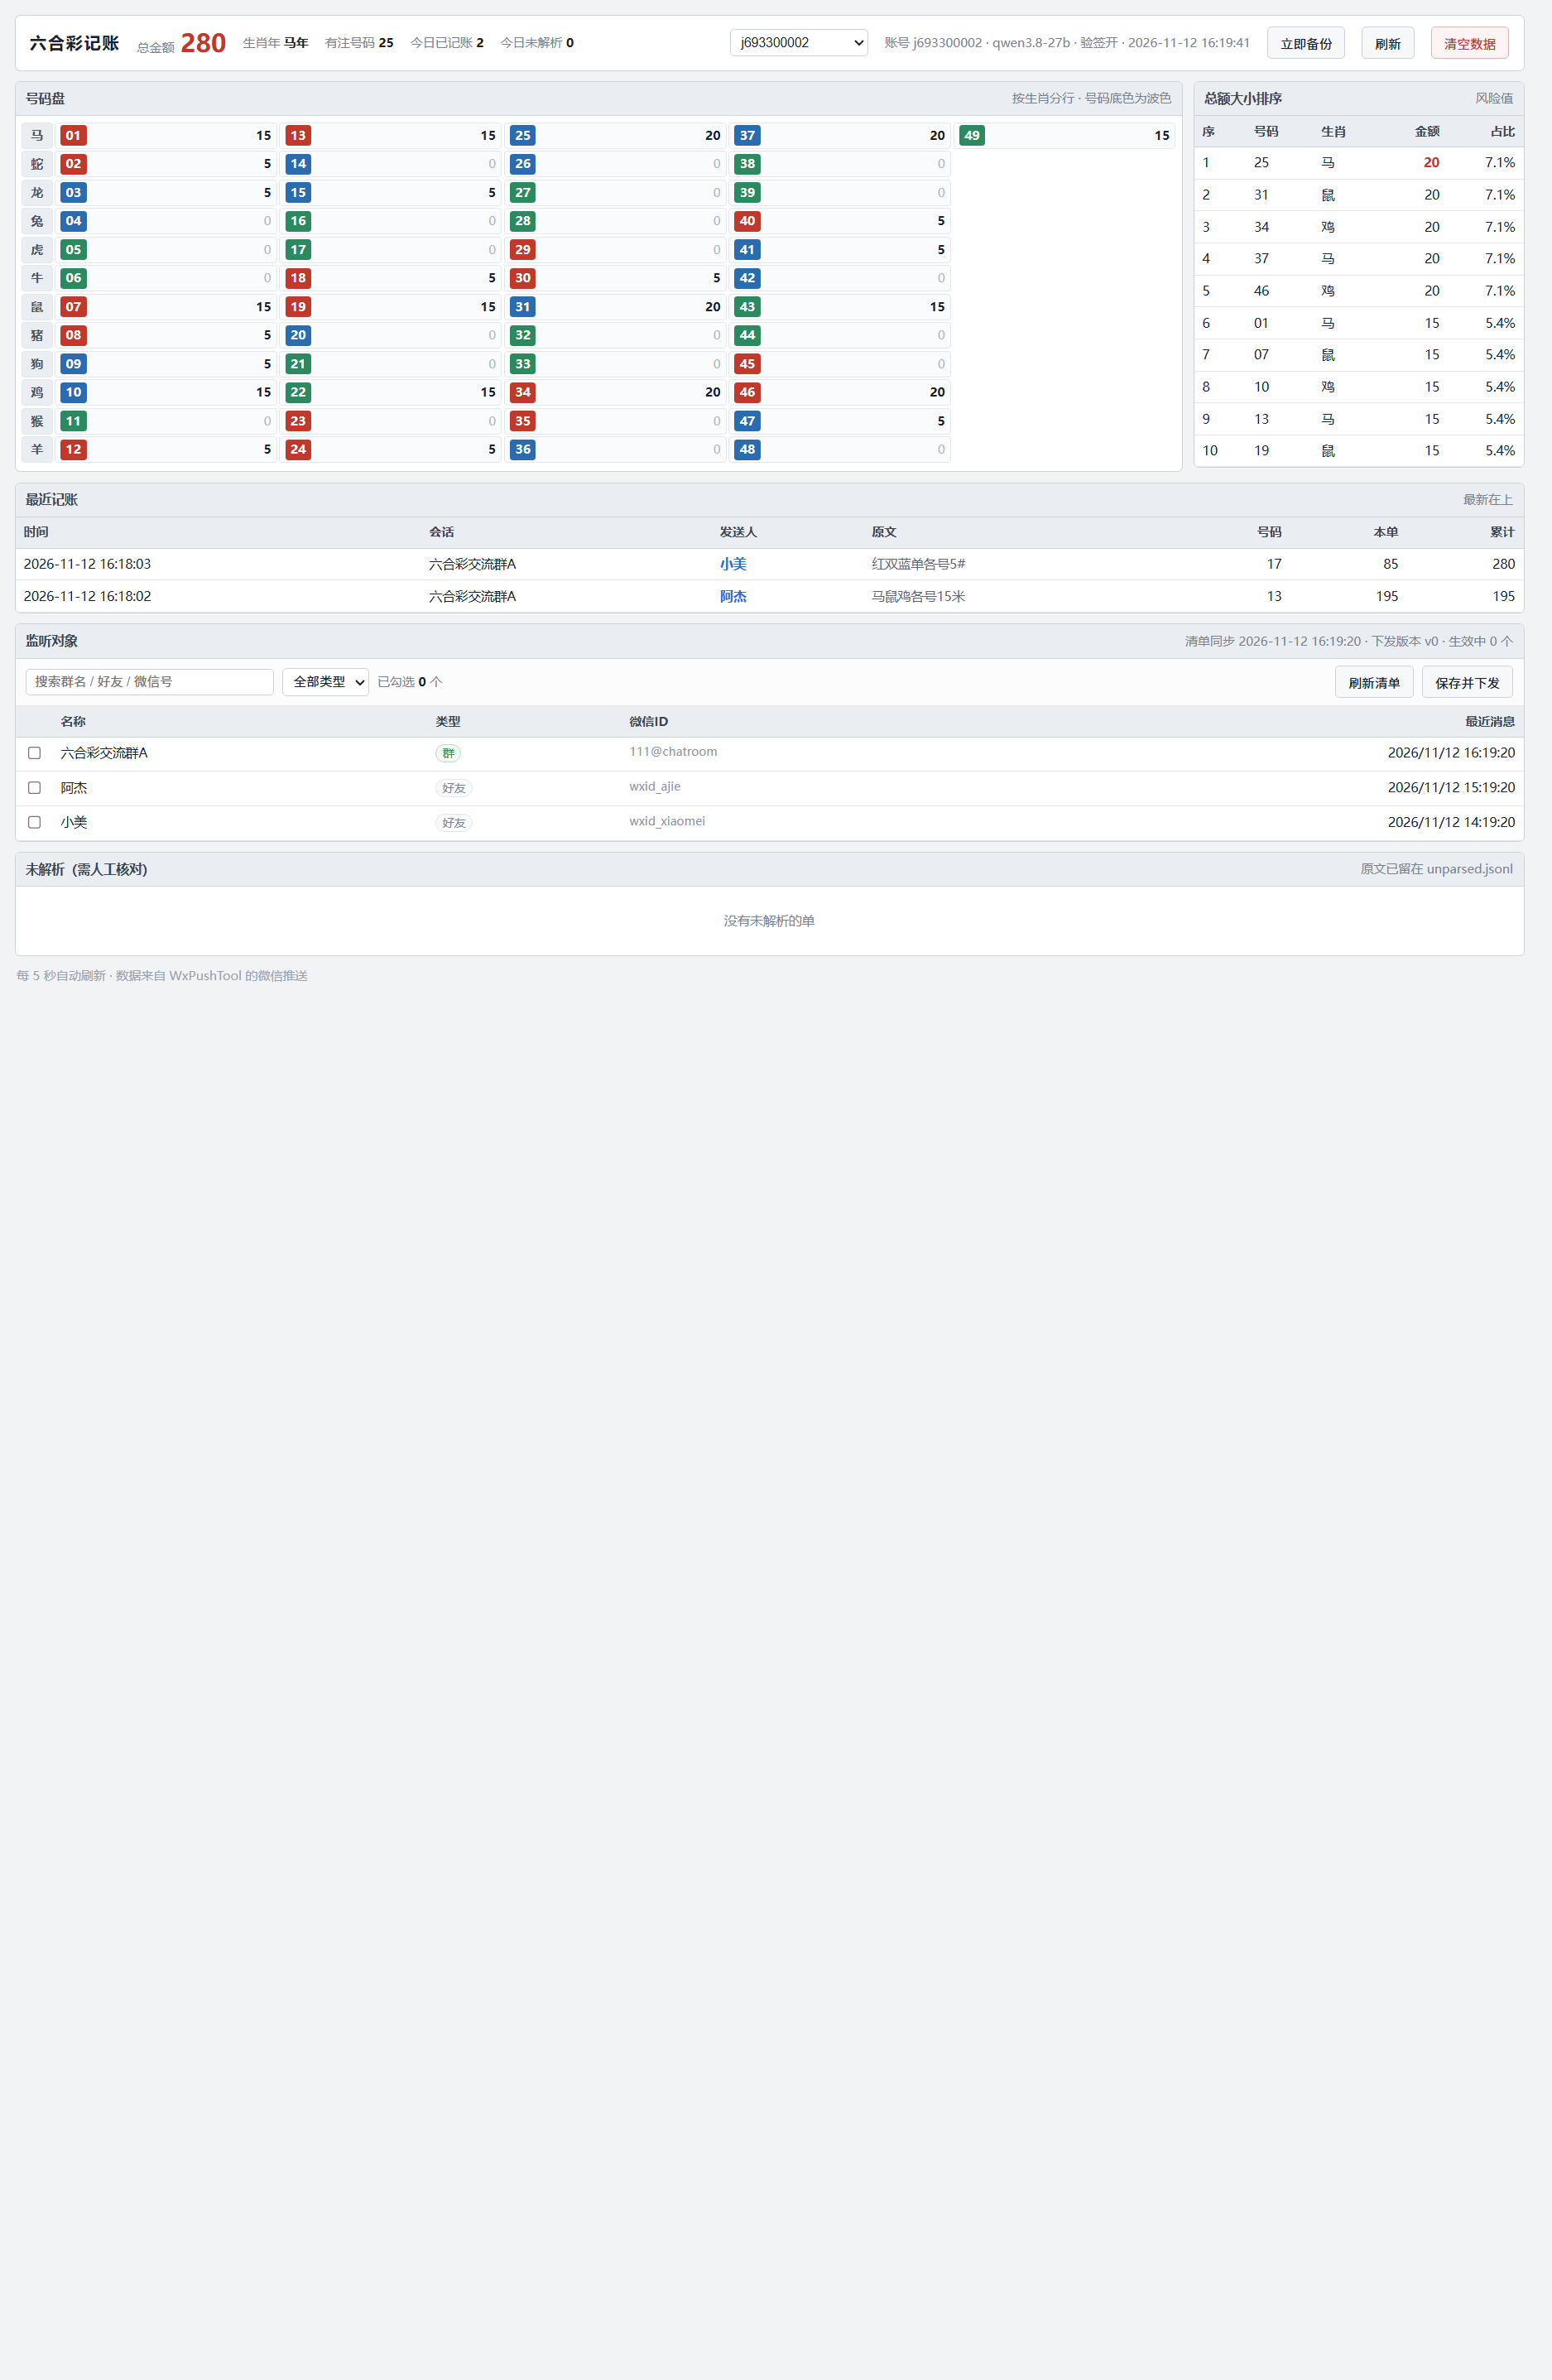 六合彩记账 总金额 280 生肖年 马年 有注号码 25 今日已记账 2 今日未解析 0 j693300002 账号 j693300002 · qwen3.8-27b · 验签开 · 2026-11-12 16:19:41 立即备份 刷新 清空数据
号码盘 按生肖分行 · 号码底色为波色
马 01 15 13 15 25 20 37 20 49 15
蛇 02 5 14 0 26 0 38 0
龙 03 5 15 5 27 0 39 0
兔 04 0 16 0 28 0 40 5
虎 05 0 17 0 29 0 41 5
牛 06 0 18 5 30 5 42 0
鼠 07 15 19 15 31 20 43 15
猪 08 5 20 0 32 0 44 0
狗 09 5 21 0 33 0 45 0
鸡 10 15 22 15 34 20 46 20
猴 11 0 23 0 35 0 47 5
羊 12 5 24 5 36 0 48 0
总额大小排序 风险值
序 号码 生肖 金额 占比
1 25 马 20 7.1%
2 31 鼠 20 7.1%
3 34 鸡 20 7.1%
4 37 马 20 7.1%
5 46 鸡 20 7.1%
6 01 马 15 5.4%
7 07 鼠 15 5.4%
8 10 鸡 15 5.4%
9 13 马 15 5.4%
10 19 鼠 15 5.4%
最近记账 最新在上
时间 会话 发送人 原文 号码 本单 累计
2026-11-12 16:18:03 六合彩交流群A 小美 红双蓝单各号5# 17 85 280
2026-11-12 16:18:02 六合彩交流群A 阿杰 马鼠鸡各号15米 13 195 195
监听对象 清单同步 2026-11-12 16:19:20 · 下发版本 v0 · 生效中 0 个
搜索群名 / 好友 / 微信号 全部类型 已勾选 0 个 刷新清单 保存并下发
名称 类型 微信ID 最近消息
六合彩交流群A 群 111@chatroom 2026/11/12 16:19:20
阿杰 好友 wxid_ajie 2026/11/12 15:19:20
小美 好友 wxid_xiaomei 2026/11/12 14:19:20
未解析（需人工核对） 原文已留在 unparsed.jsonl
没有未解析的单
每 5 秒自动刷新 · 数据来自 WxPushTool 的微信推送